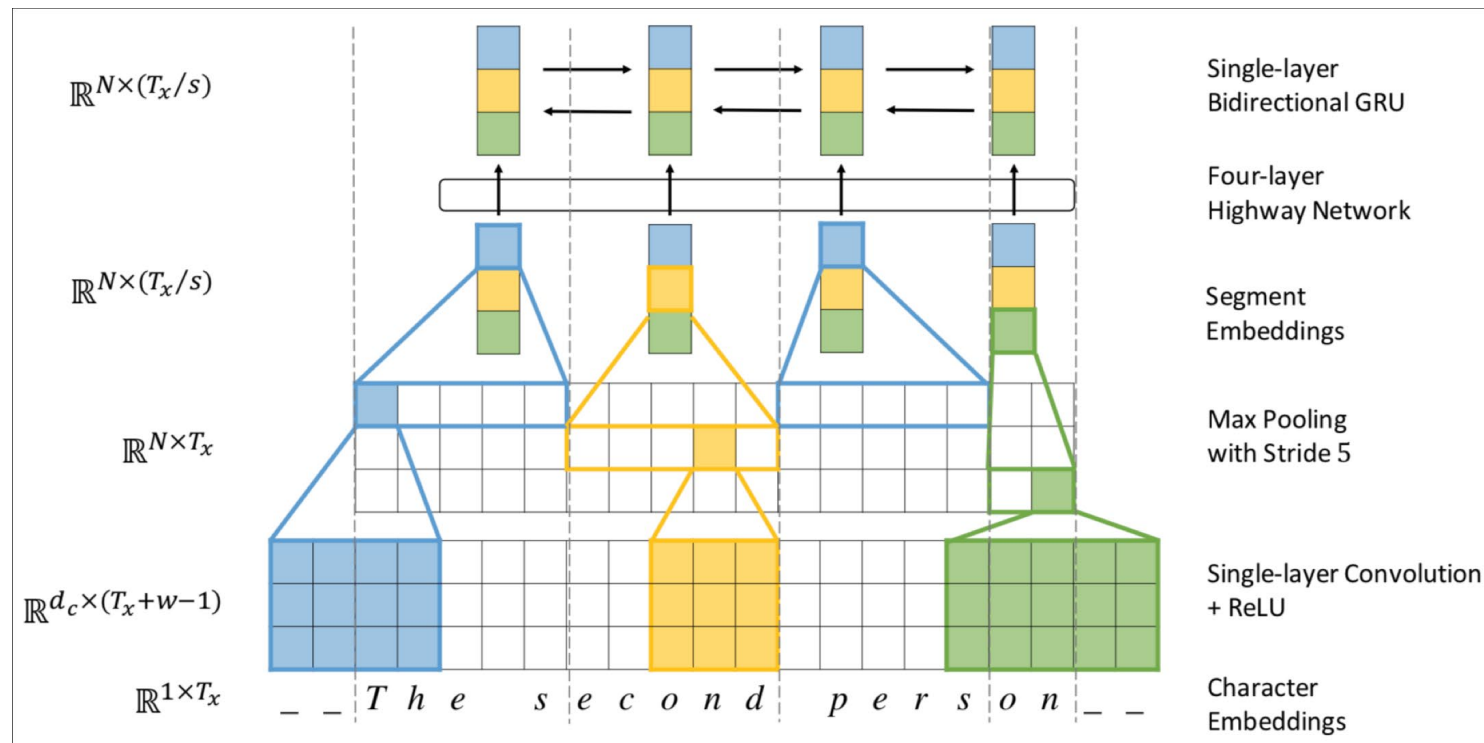 ℝ^{N×(T_x/s)}
Single-layer
Bidirectional GRU
Four-layer
Highway Network
ℝ^{N×(T_x/s)}
Segment
Embeddings
ℝ^{N×T_x}
Max Pooling
with Stride 5
ℝ^{d_c×(T_x+w−1)}
Single-layer Convolution
+ ReLU
ℝ^{1×T_x}
_ _ T h e s e c o n d p e r s o n _ _
Character
Embeddings